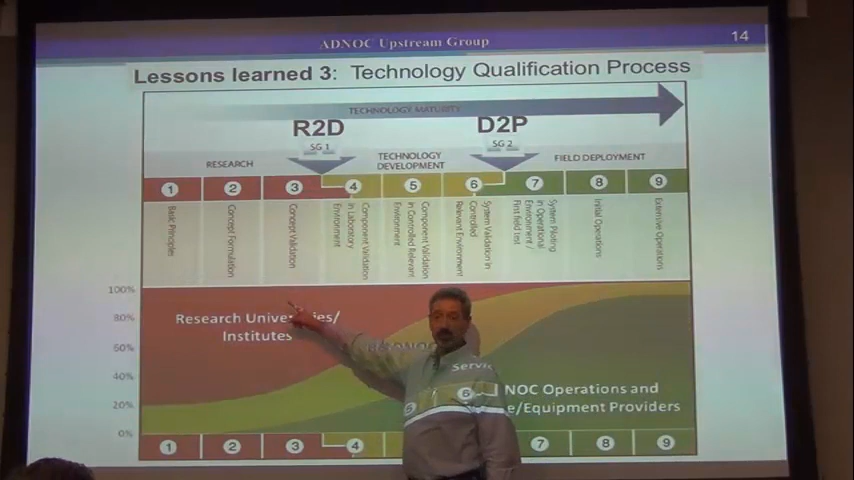 ADNOC Upstream Group
14
Lessons learned 3: Technology Qualification Process
TECHNOLOGY MATURITY
R2D
D2P
SG 1
SG 2
RESEARCH
TECHNOLOGY
DEVELOPMENT
FIELD DEPLOYMENT
1 2 3 4 5 6 7 8 9
Basic Principles
Concept Formulation
Concept Validation
Component Validation
in Laboratory
Environment
Component Validation
in Controlled Relevant
Environment
System Validation in
Controlled
Relevant Environment
System Piloting
in Operational
Environment /
First field test
Initial Operations
Extensive Operations
100%
80%
60%
40%
20%
0%
Research Universities/
Institutes
Servic
NOC Operations and
e/Equipment Providers
6
5
1 2 3 4 7 8 9